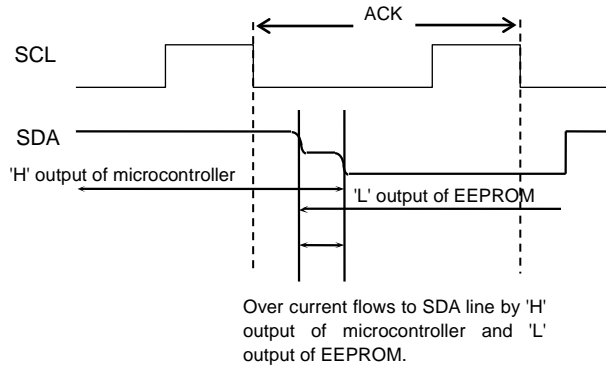 ACK
SCL
SDA
'H' output of microcontroller
'L' output of EEPROM
Over current flows to SDA line by 'H'
output of microcontroller and 'L'
output of EEPROM.